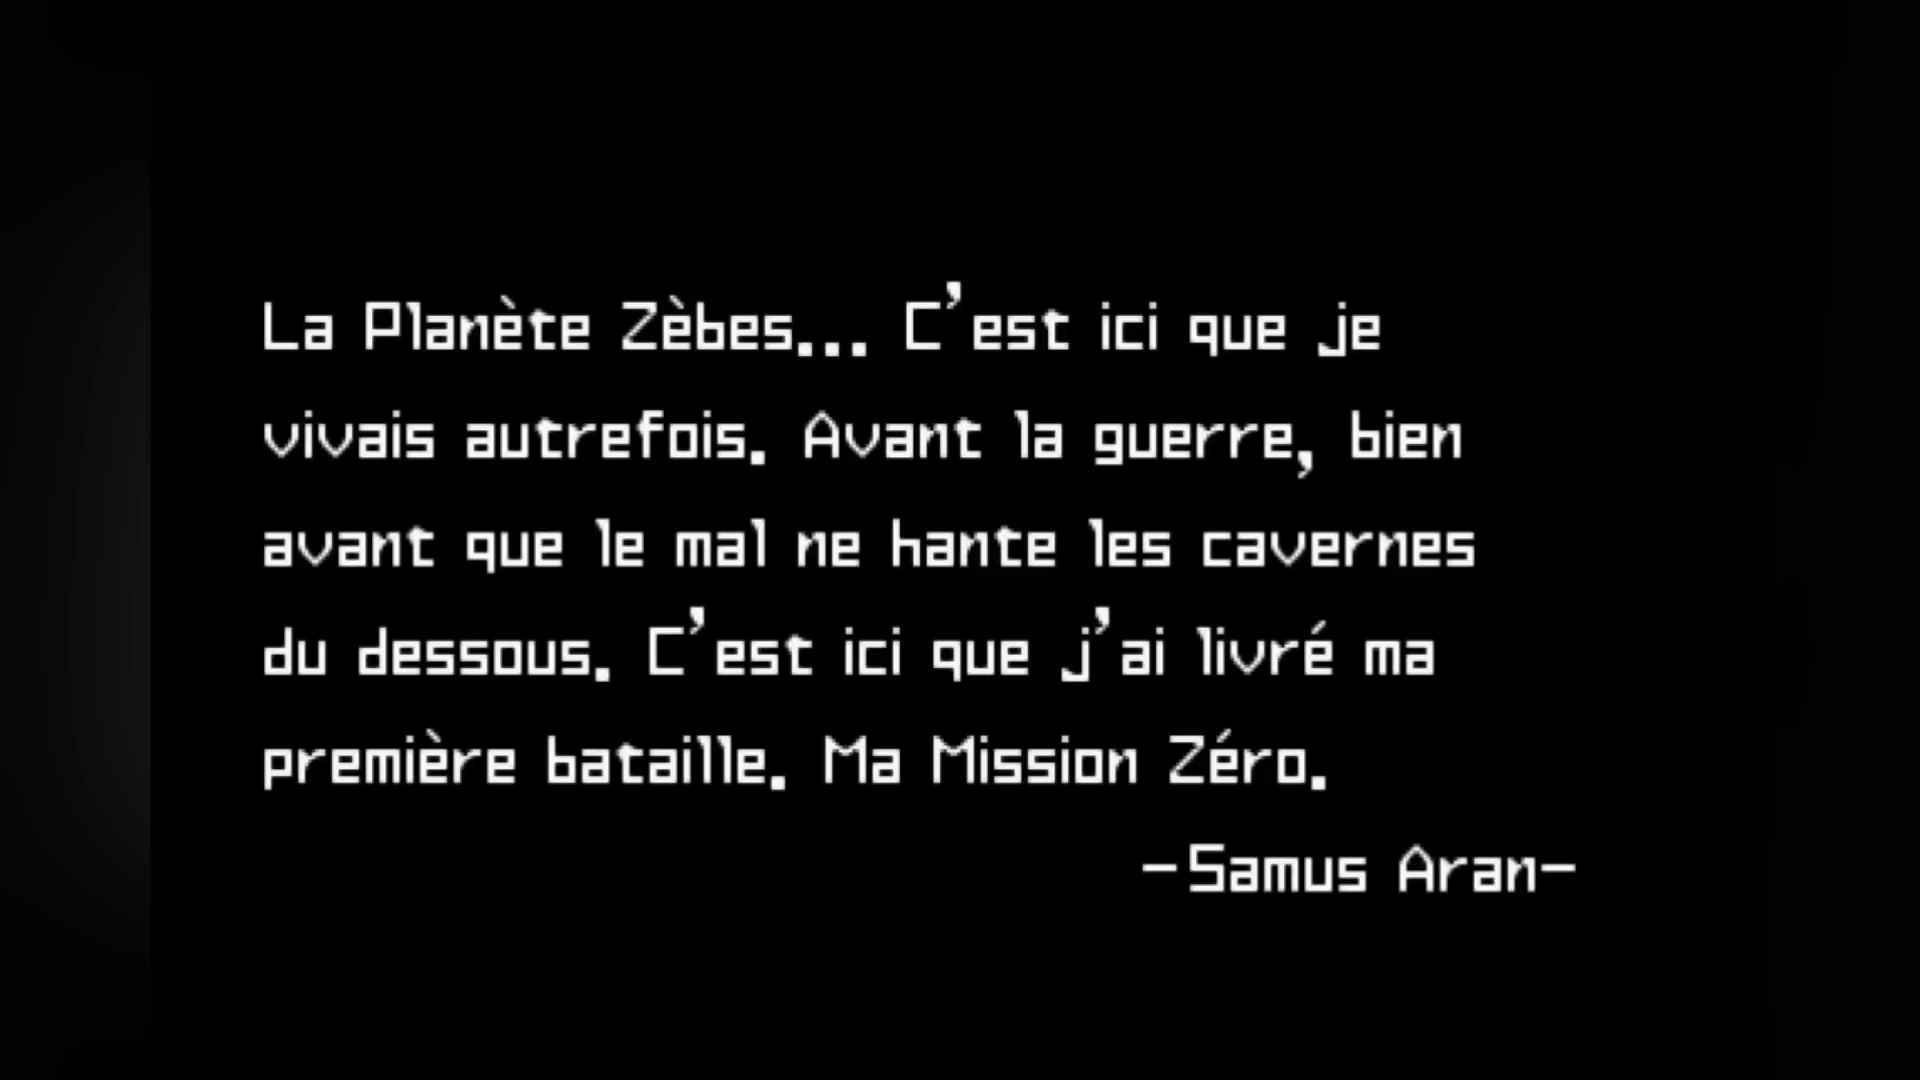 La Planète Zèbes... C'est ici que je
vivais autrefois. Avant la guerre, bien
avant que le mal ne hante les cavernes
du dessous. C'est ici que j'ai livré ma
première bataille. Ma Mission Zéro.
-Samus Aran-